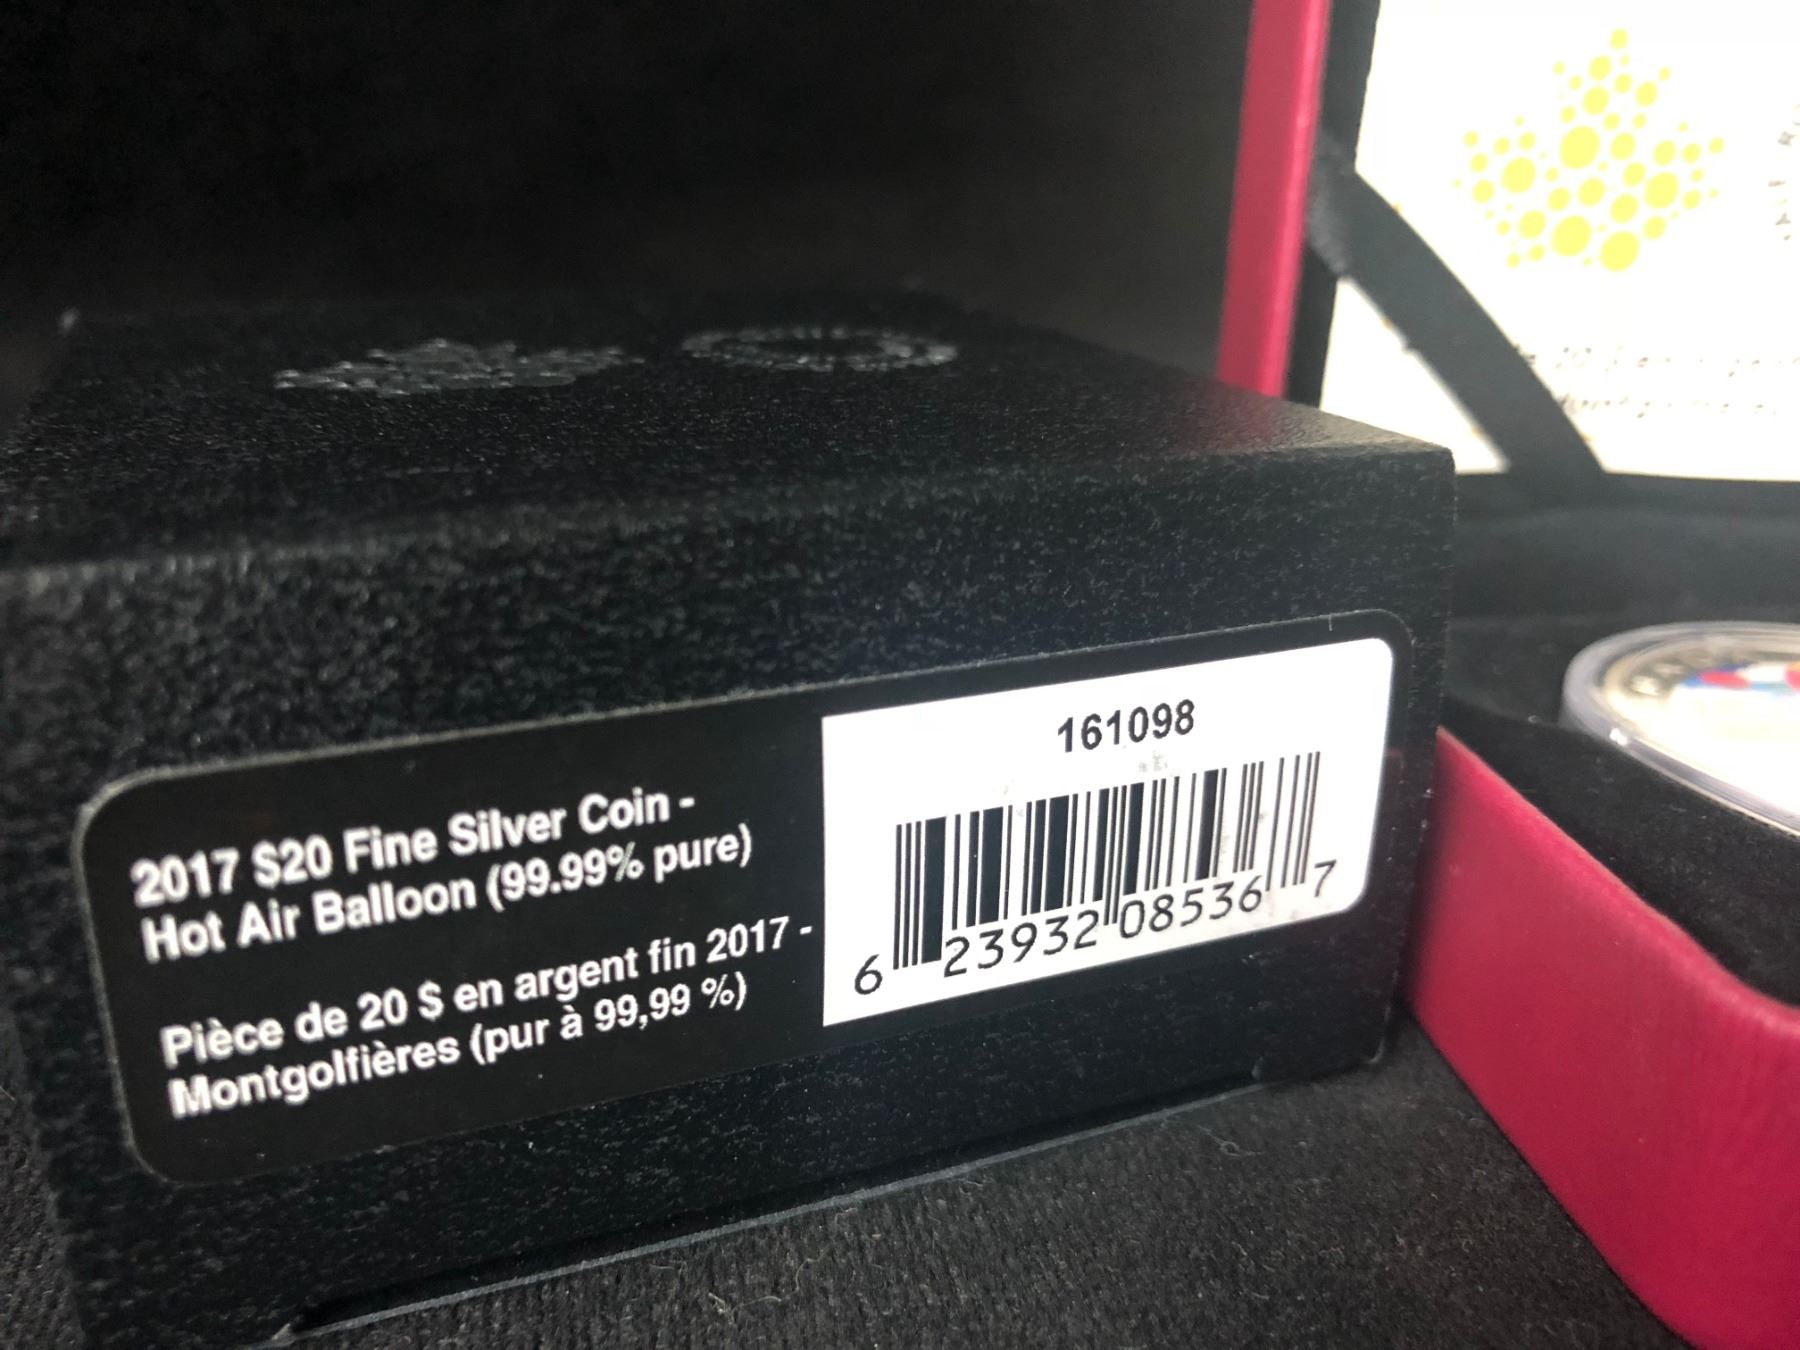 2017 $20 Fine Silver Coin -
Hot Air Balloon (99.99% pure)
Pièce de 20 $ en argent fin 2017 -
Montgolfières (pur à 99,99 %)
161098
6 23932 08536 7